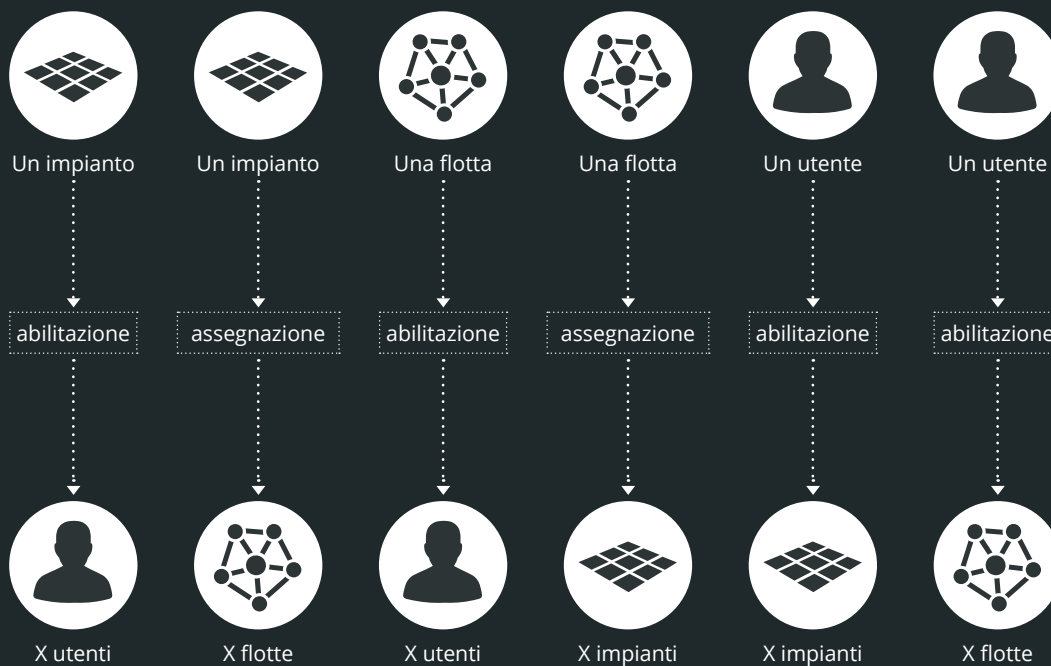 Un impianto
Un impianto
Una flotta
Una flotta
Un utente
Un utente
abilitazione
assegnazione
abilitazione
assegnazione
abilitazione
abilitazione
X utenti
X flotte
X utenti
X impianti
X impianti
X flotte